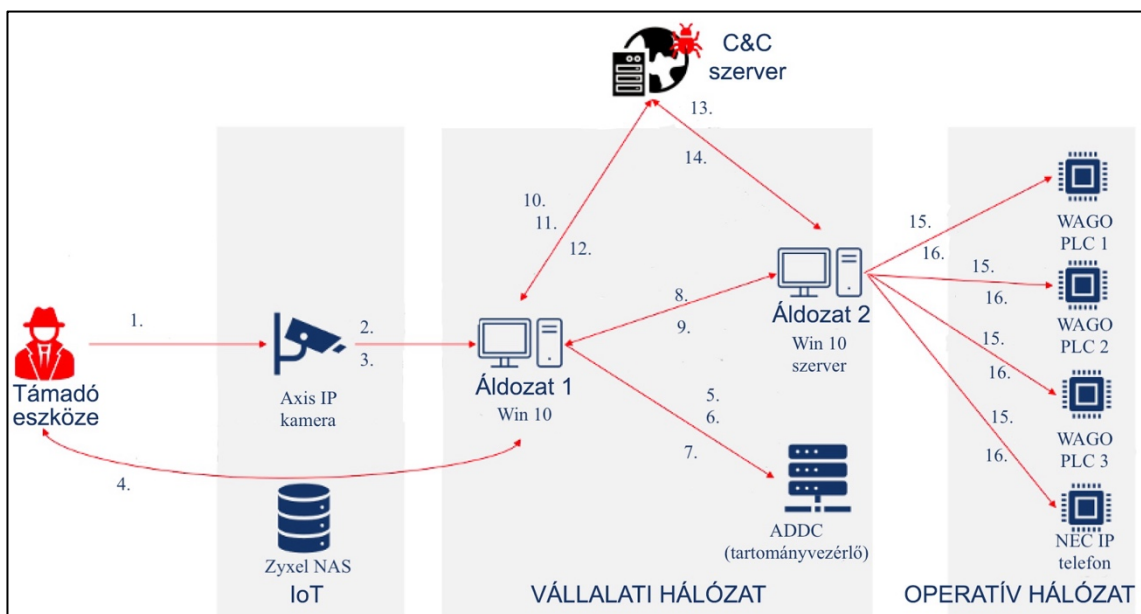 C&C
szerver
13.
14.
10.
11.
12.
15.
16.
WAGO
PLC 1
15.
16.
WAGO
PLC 2
15.
16.
WAGO
PLC 3
15.
16.
NEC IP
telefon
1.
2.
3.
8.
9.
Támadó
eszköze
Axis IP
kamera
Áldozat 1
Win 10
Áldozat 2
Win 10
szerver
5.
6.
7.
4.
Zyxel NAS
ADDC
(tartományvezérlő)
IoT
VÁLLALATI HÁLÓZAT
OPERATÍV HÁLÓZAT